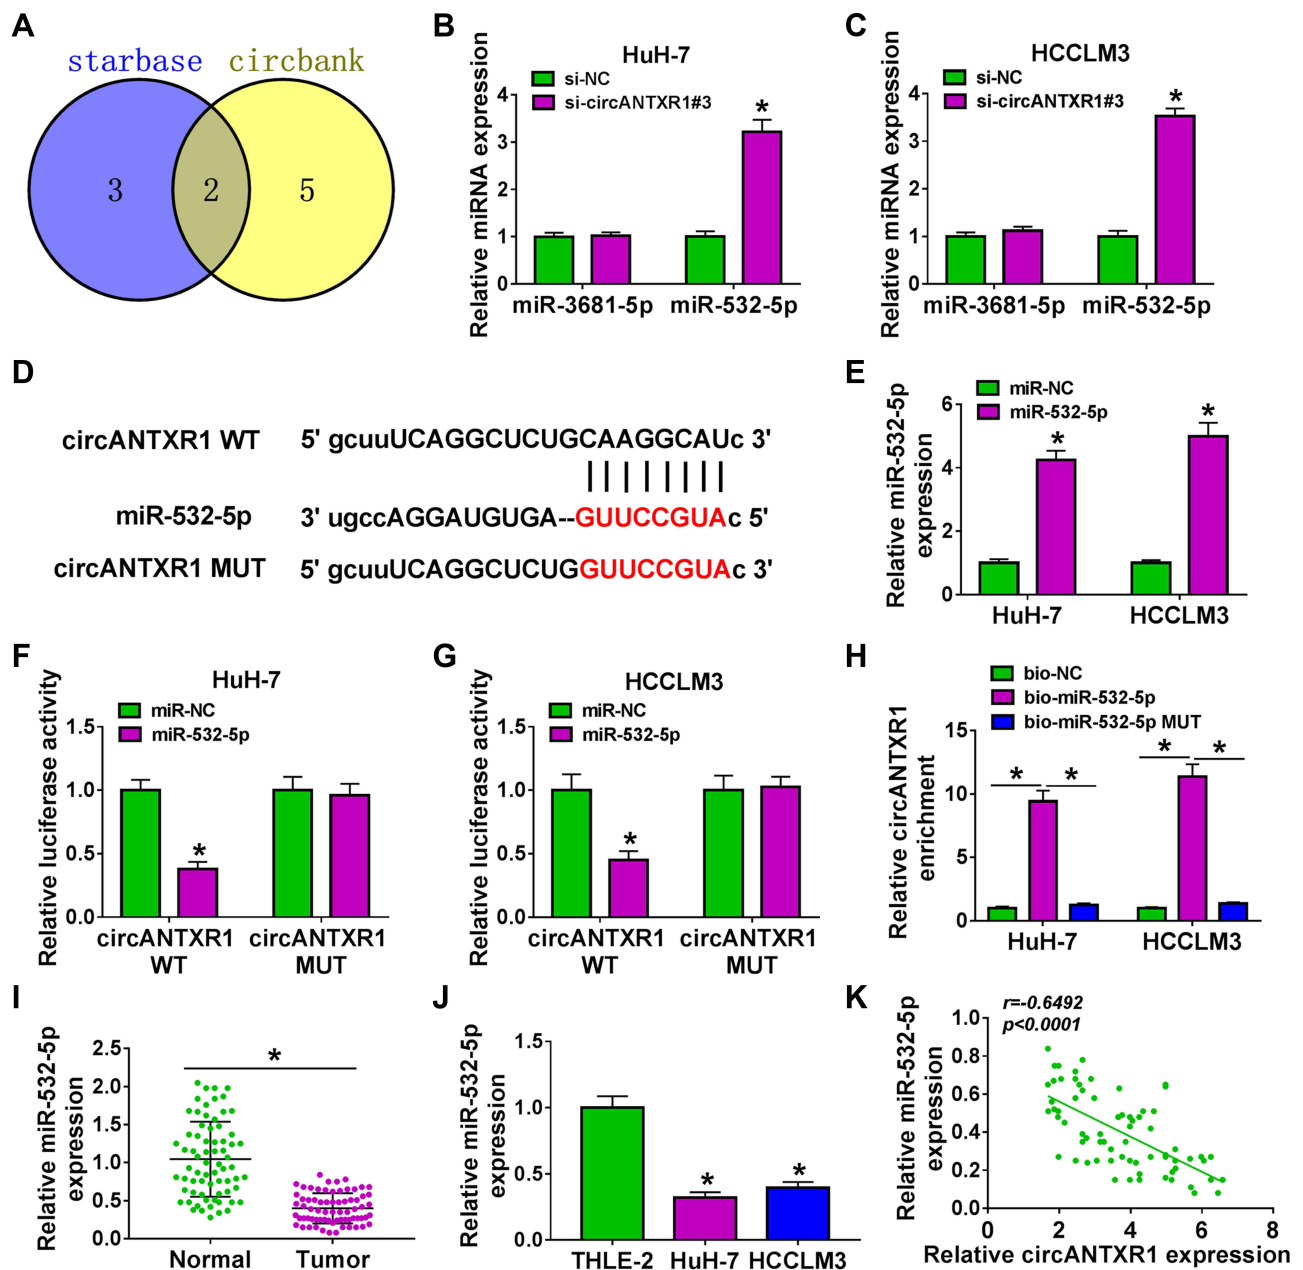 A
starbase circbank
3 2 5
B
HuH-7
si-NC
si-circANTXR1#3
Relative miRNA expression
4
3
2
1
0
*
miR-3681-5p miR-532-5p
C
HCCLM3
si-NC
si-circANTXR1#3
Relative miRNA expression
4
3
2
1
0
*
miR-3681-5p miR-532-5p
D
circANTXR1 WT 5' gcuuUCAGGCUCUGCAAGGCAUc 3'
miR-532-5p 3' ugccAGGAUGUGA--GUUCCGUAc 5'
circANTXR1 MUT 5' gcuuUCAGGCUCUGGUUCCGUAc 3'
E
miR-NC
miR-532-5p
Relative miR-532-5p
expression
6
4
2
0
* *
HuH-7 HCCLM3
F
HuH-7
miR-NC
miR-532-5p
Relative luciferase activity
1.5
1.0
0.5
0.0
*
circANTXR1 circANTXR1
WT MUT
G
HCCLM3
miR-NC
miR-532-5p
Relative luciferase activity
1.5
1.0
0.5
0.0
*
circANTXR1 circANTXR1
WT MUT
H
bio-NC
bio-miR-532-5p
bio-miR-532-5p MUT
Relative circANTXR1
enrichment
15
10
5
0
* * * *
HuH-7 HCCLM3
I
Relative miR-532-5p
expression
2.5
2.0
1.5
1.0
0.5
0.0
*
Normal Tumor
J
Relative miR-532-5p
expression
1.5
1.0
0.5
0.0
* *
THLE-2 HuH-7 HCCLM3
K
r=-0.6492
p<0.0001
Relative miR-532-5p
expression
1.0
0.8
0.6
0.4
0.2
0.0
0 2 4 6 8
Relative circANTXR1 expression